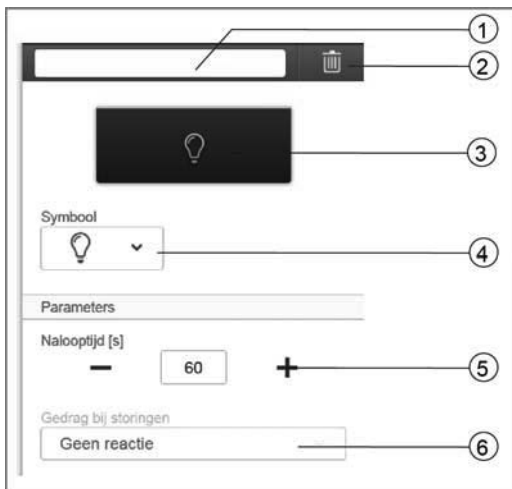 1
2
3
Symbool
4
Parameters
Nalooptijd [s]
60
5
Gedrag bij storingen
Geen reactie
6